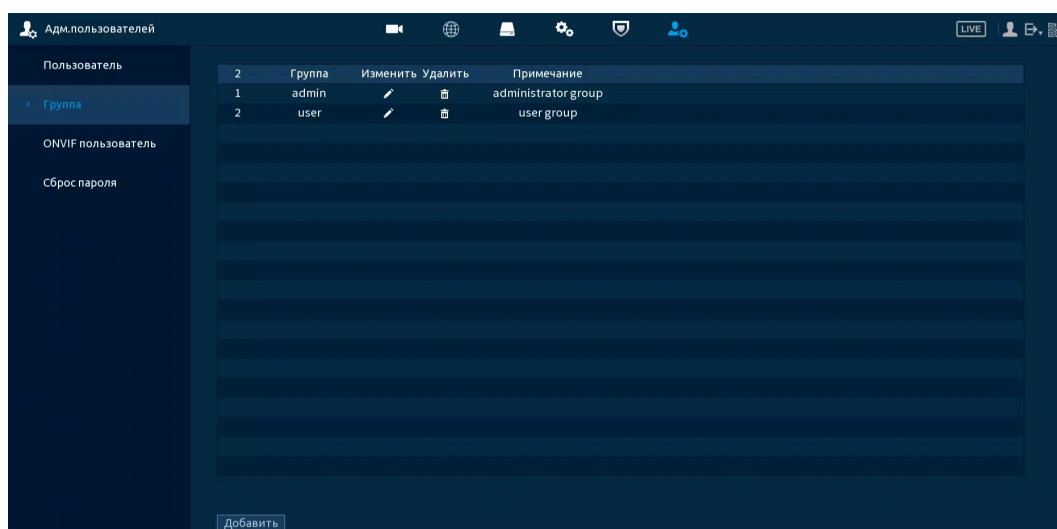 Адм.пользователей
LIVE
Пользователь
Группа
ONVIF пользователь
Сброс пароля
2 Группа Изменить Удалить Примечание
1 admin administrator group
2 user user group
Добавить